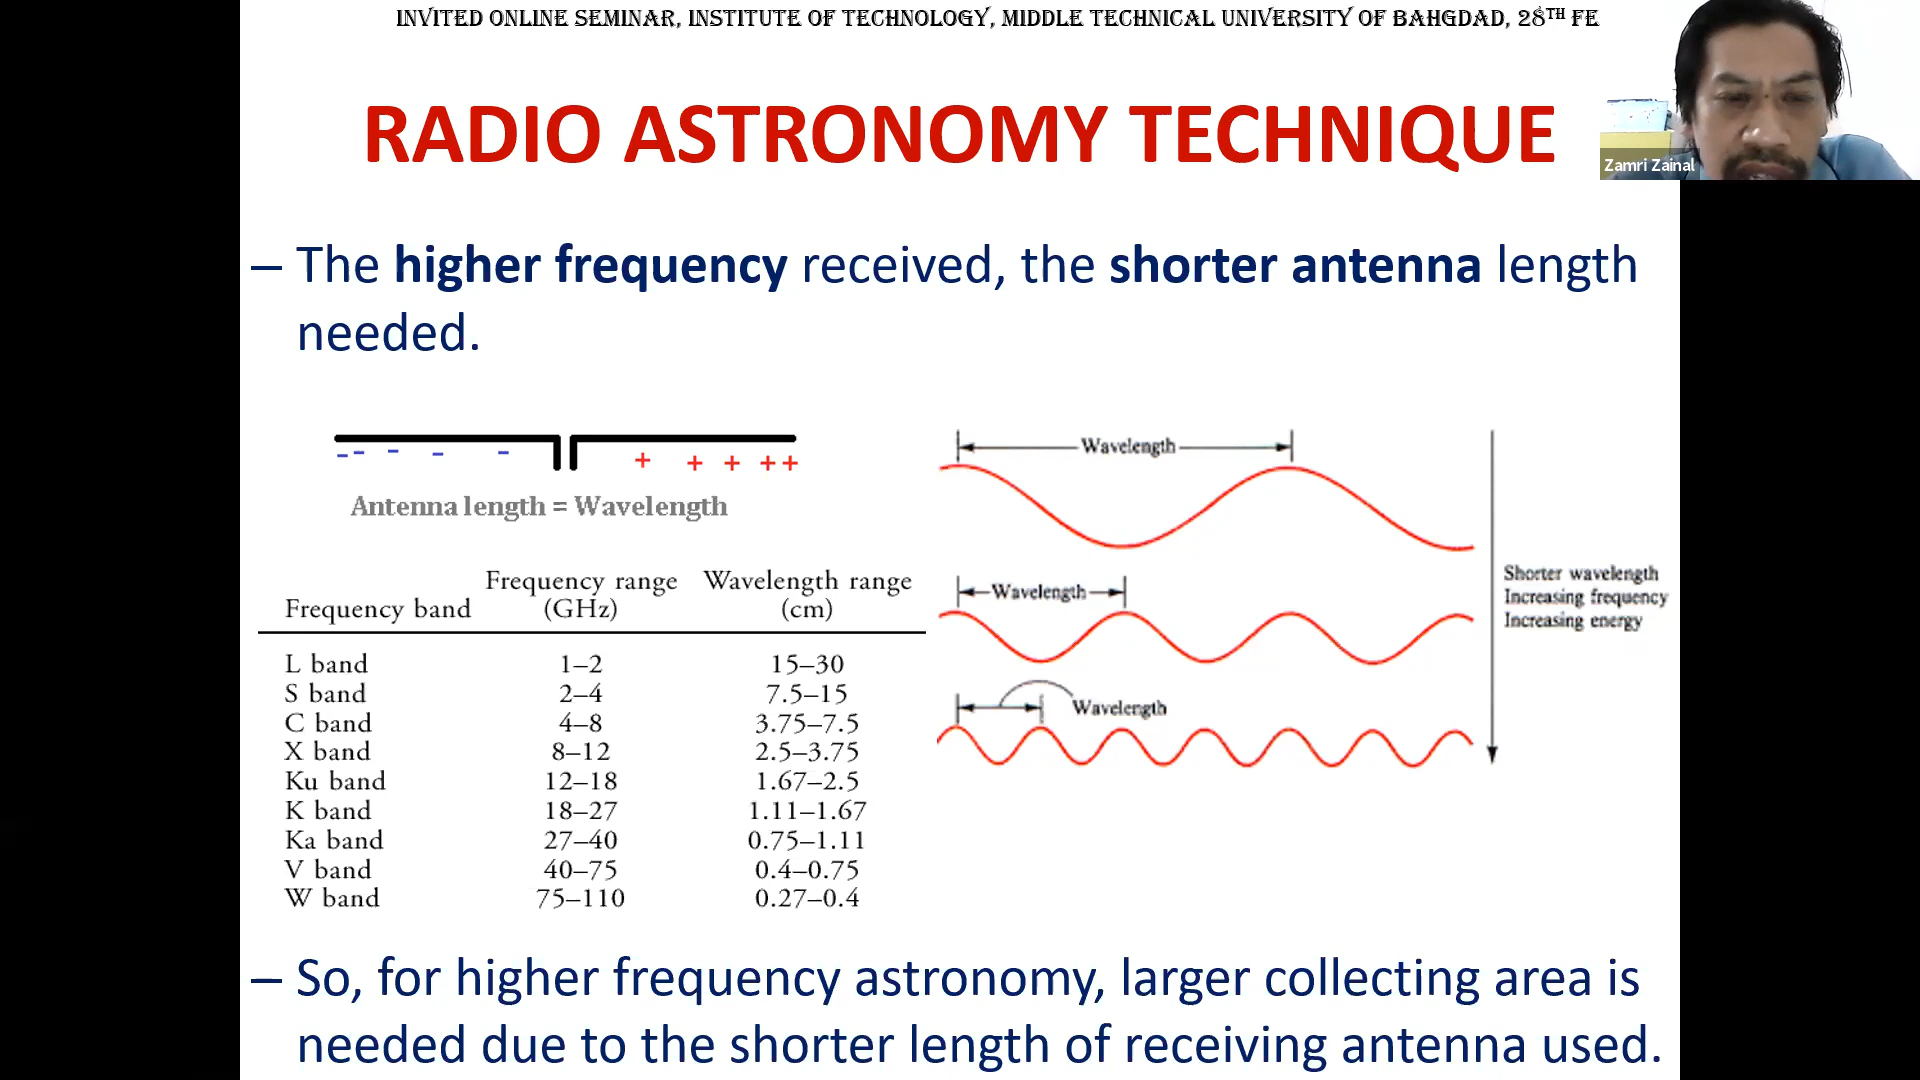 INVITED ONLINE SEMINAR, INSTITUTE OF TECHNOLOGY, MIDDLE TECHNICAL UNIVERSITY OF BAHGDAD, 28TH FE
RADIO ASTRONOMY TECHNIQUE
Zamri Zainal
– The higher frequency received, the shorter antenna length
needed.
- - - - - + + + + +
Antenna length = Wavelength
Frequency band Frequency range (GHz) Wavelength range (cm)
L band 1–2 15–30
S band 2–4 7.5–15
C band 4–8 3.75–7.5
X band 8–12 2.5–3.75
Ku band 12–18 1.67–2.5
K band 18–27 1.11–1.67
Ka band 27–40 0.75–1.11
V band 40–75 0.4–0.75
W band 75–110 0.27–0.4
Wavelength
Wavelength
Wavelength
Shorter wavelength
Increasing frequency
Increasing energy
– So, for higher frequency astronomy, larger collecting area is
needed due to the shorter length of receiving antenna used.